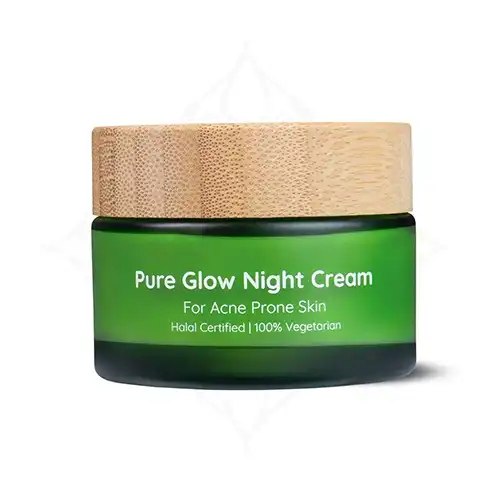 Pure Glow Night Cream
For Acne Prone Skin
Halal Certified | 100% Vegetarian